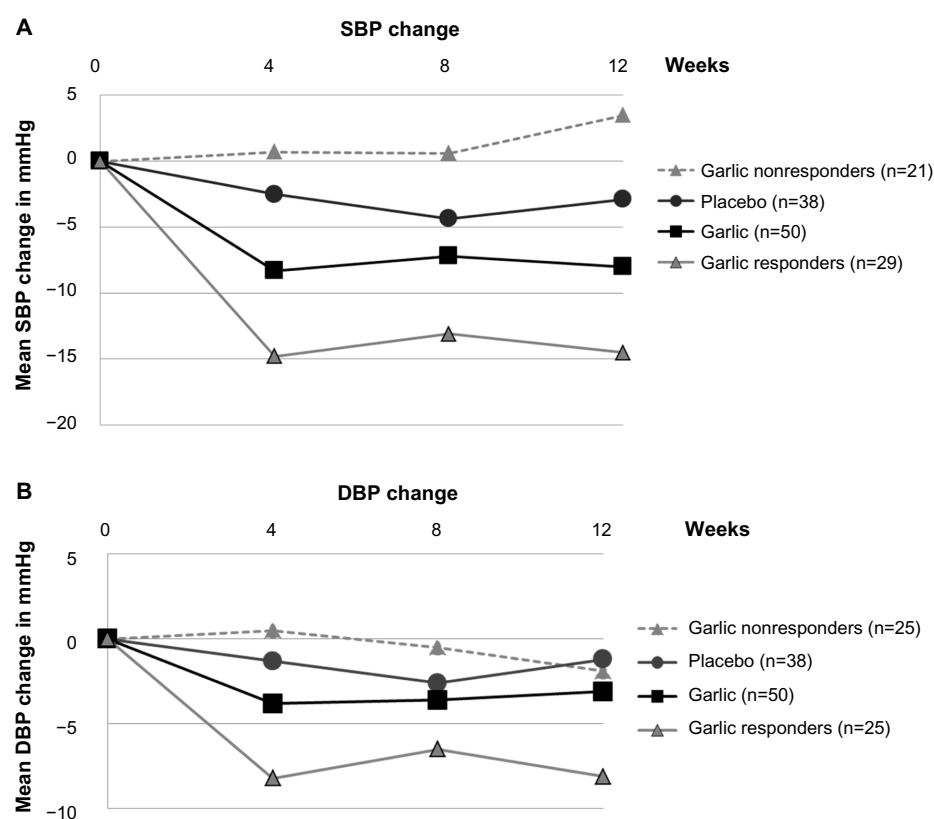 A
SBP change
0 4 8 12 Weeks
5
0
−5
−10
−15
−20
Mean SBP change in mmHg
Garlic nonresponders (n=21)
Placebo (n=38)
Garlic (n=50)
Garlic responders (n=29)
B
DBP change
0 4 8 12 Weeks
5
0
−5
−10
Mean DBP change in mmHg
Garlic nonresponders (n=25)
Placebo (n=38)
Garlic (n=50)
Garlic responders (n=25)